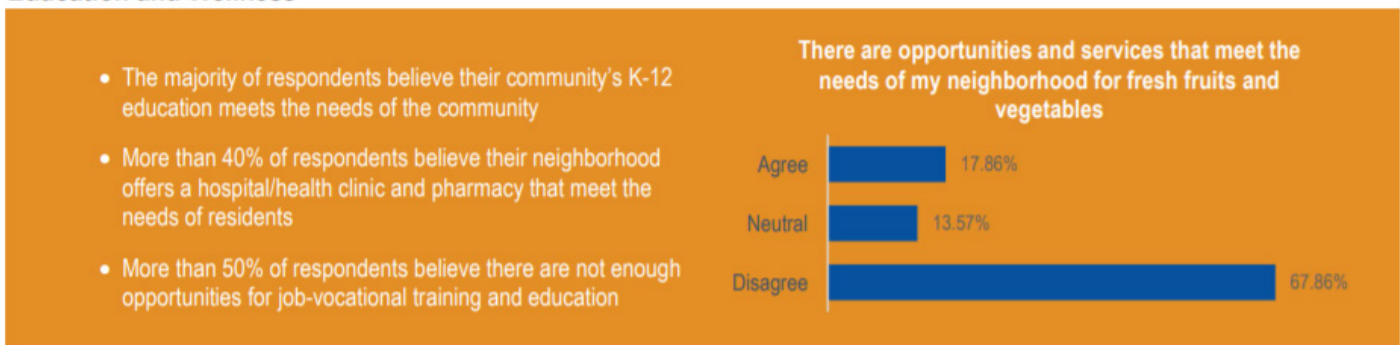 • The majority of respondents believe their community's K-12
education meets the needs of the community
• More than 40% of respondents believe their neighborhood
offers a hospital/health clinic and pharmacy that meet the
needs of residents
• More than 50% of respondents believe there are not enough
opportunities for job-vocational training and education
There are opportunities and services that meet the
needs of my neighborhood for fresh fruits and
vegetables
Agree 17.86%
Neutral 13.57%
Disagree 67.86%